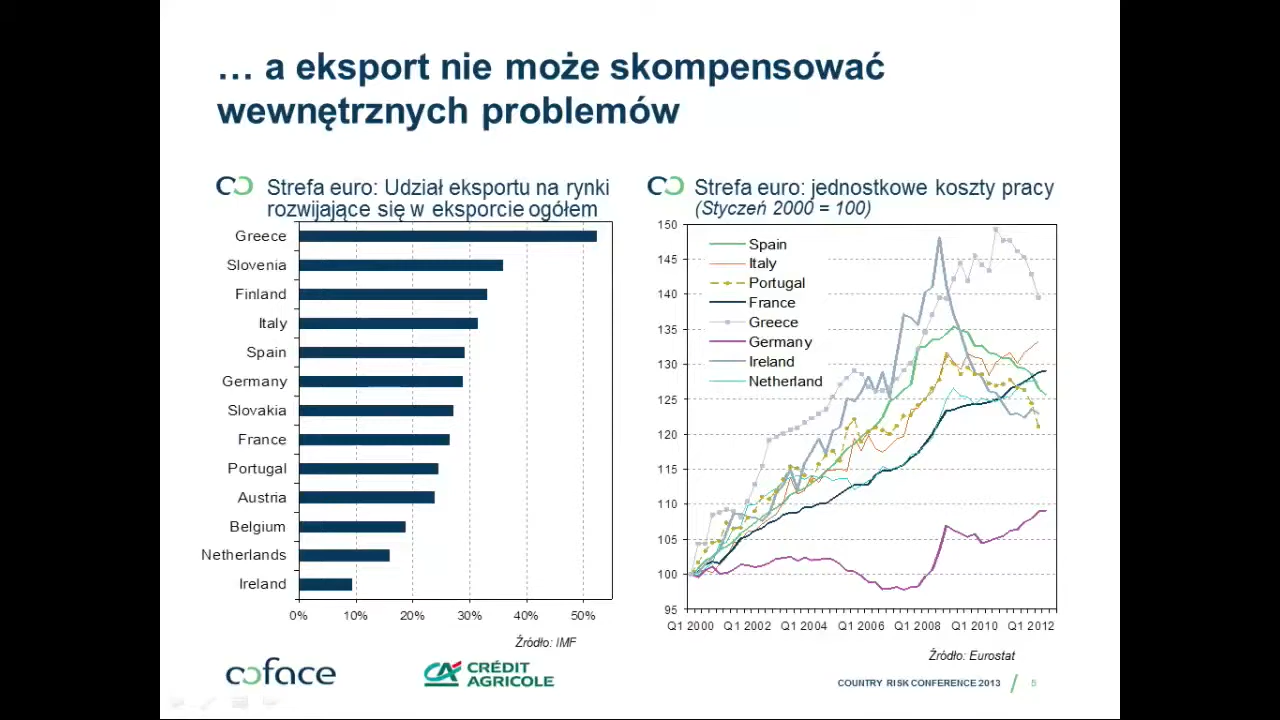 … a eksport nie może skompensować
wewnętrznych problemów
Strefa euro: Udział eksportu na rynki
rozwijające się w eksporcie ogółem
Greece
Slovenia
Finland
Italy
Spain
Germany
Slovakia
France
Portugal
Austria
Belgium
Netherlands
Ireland
0% 10% 20% 30% 40% 50%
Źródło: IMF
Strefa euro: jednostkowe koszty pracy
(Styczeń 2000 = 100)
150
145
140
135
130
125
120
115
110
105
100
95
Spain
Italy
Portugal
France
Greece
Germany
Ireland
Netherland
Q1 2000 Q1 2002 Q1 2004 Q1 2006 Q1 2008 Q1 2010 Q1 2012
Źródło: Eurostat
coface
CA CRÉDIT
AGRICOLE
COUNTRY RISK CONFERENCE 2013 / 5